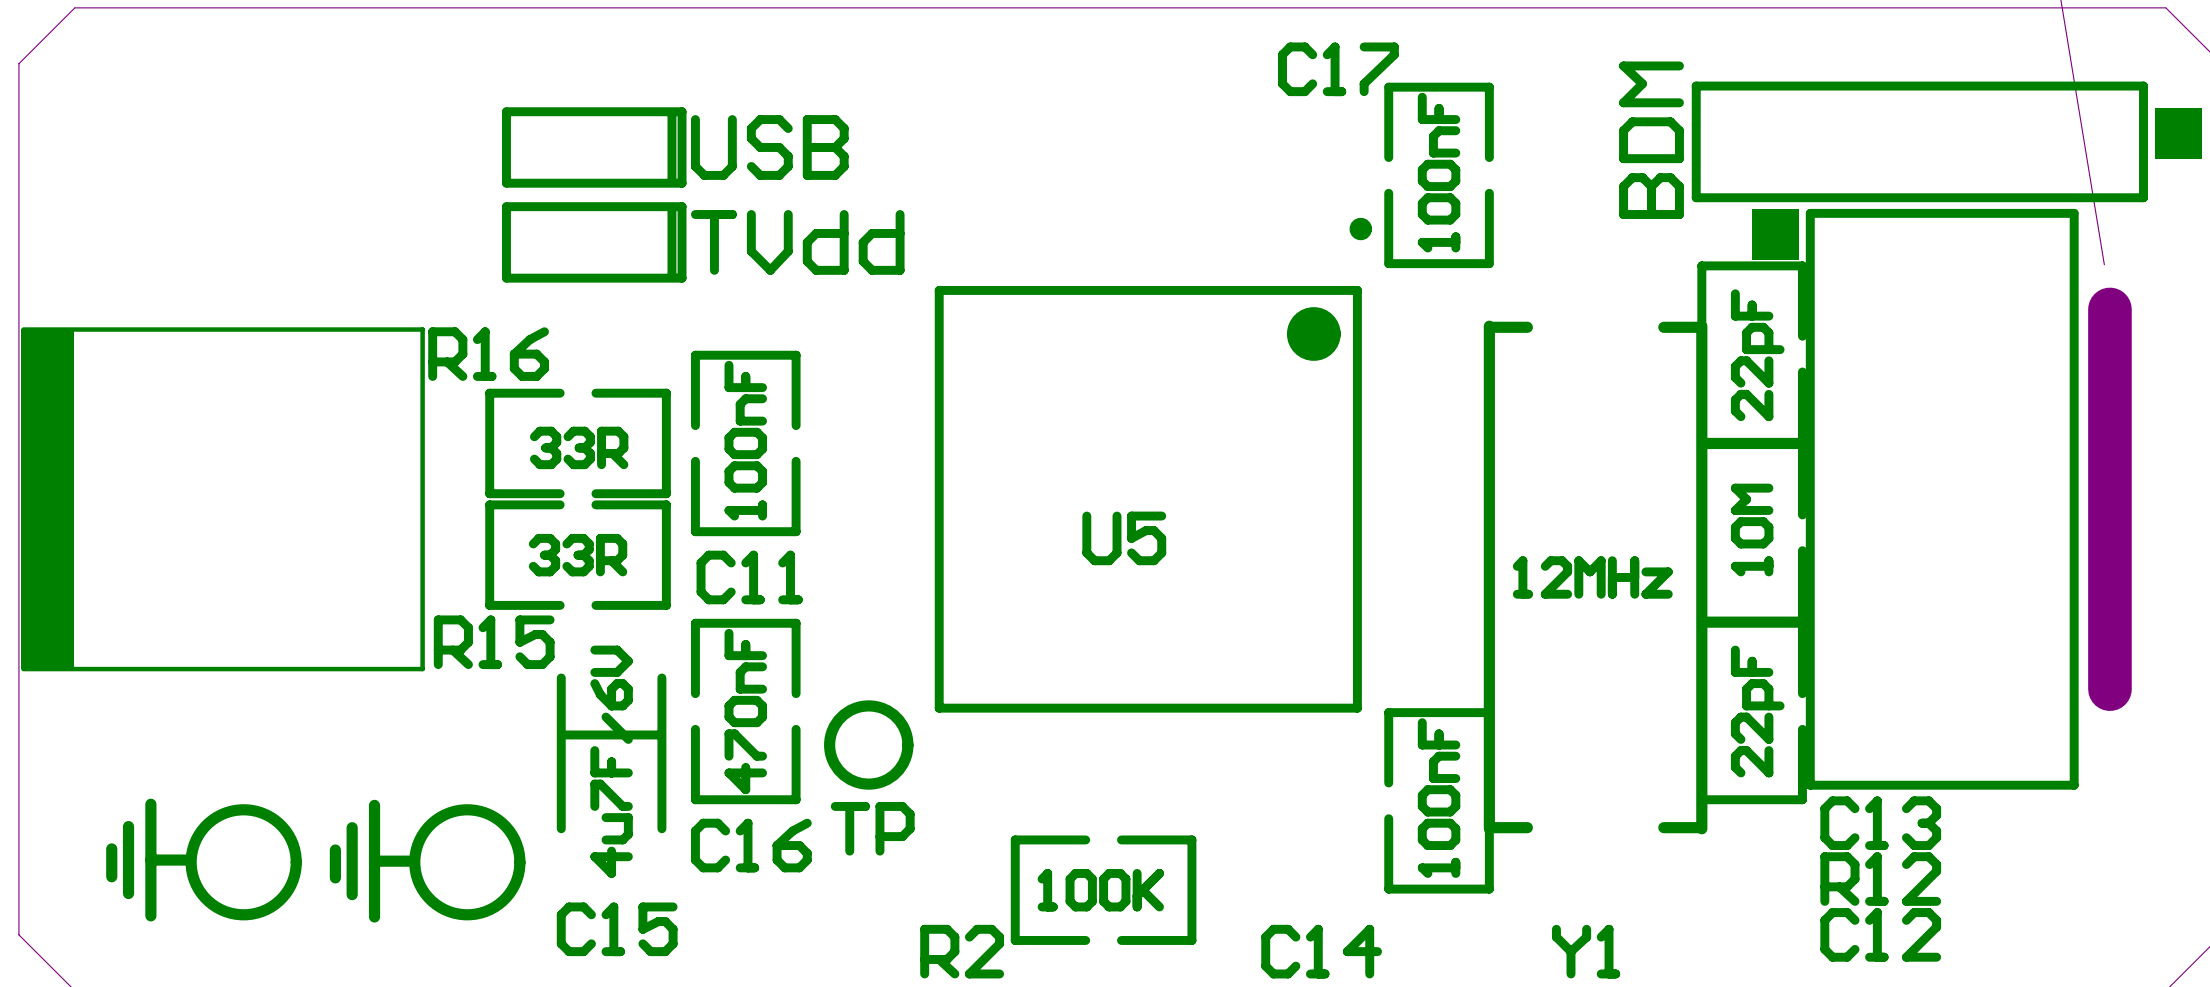 C17
USB
BDM
TVdd
100nF
R16
22pF
33R
100nF
10M
33R
U5
12MHz
C11
R15
4u7F/6V
470nF
22pF
TP
100nF
C16
C13
100K
R12
C15
R2
C14
Y1
C12